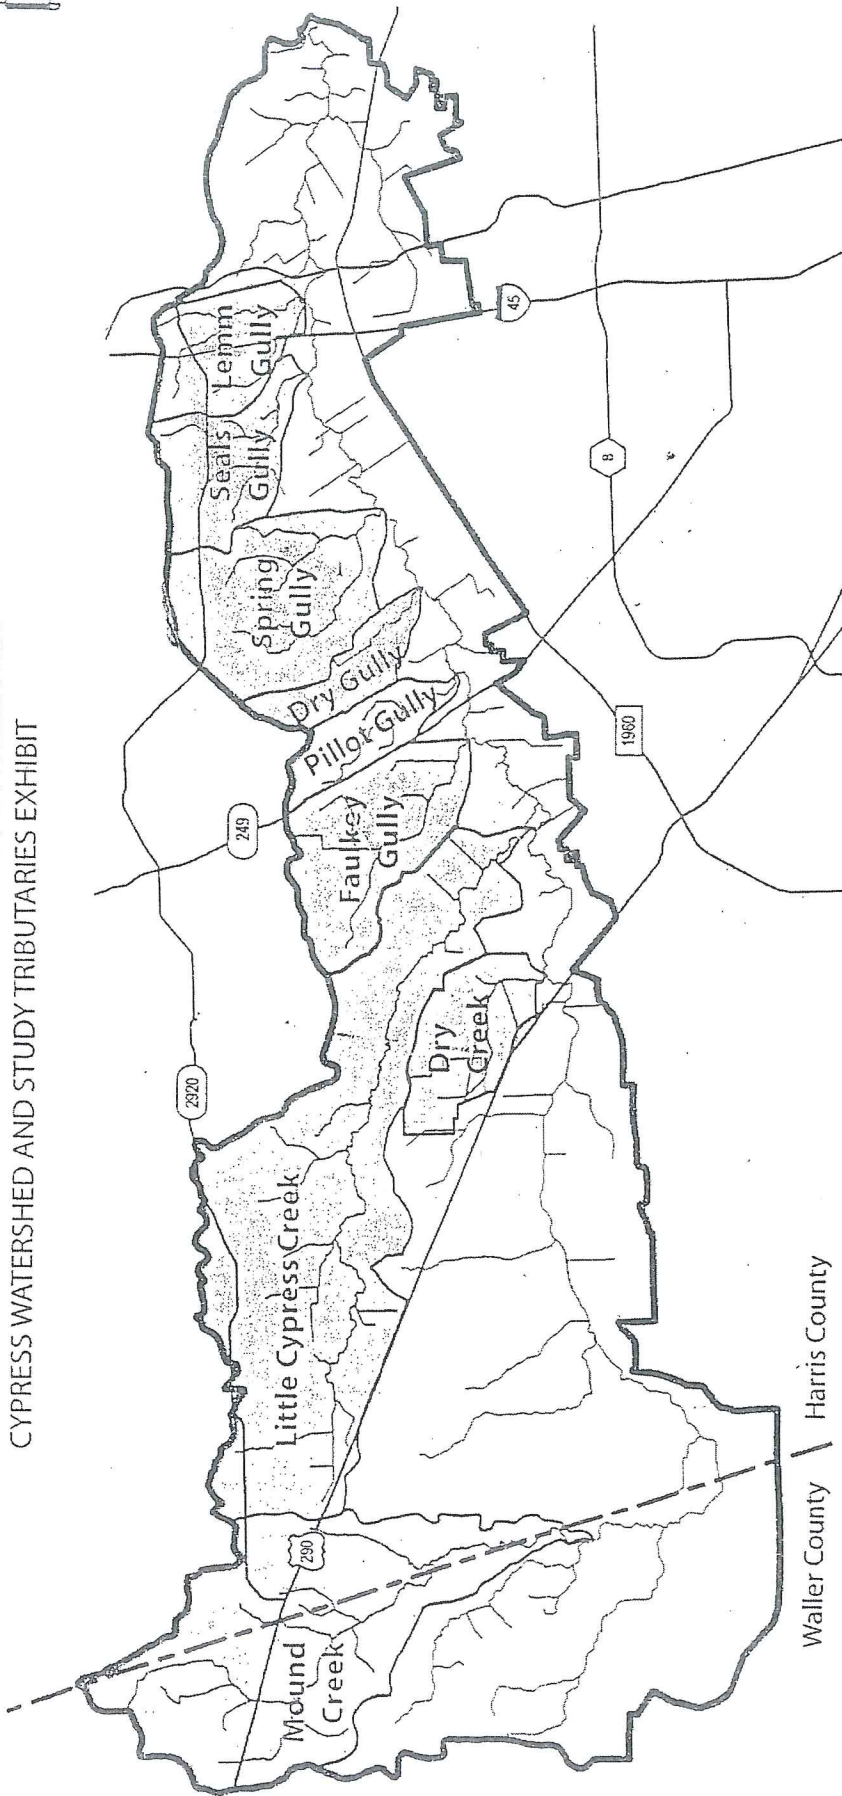 CYPRESS WATERSHED AND STUDY TRIBUTARIES EXHIBIT
2920
249
Lemm
Gully
Seals
Gully
Spring
Gully
Dry Gully
Pillot Gully
Faulkey
Gully
Dry
Creek
Little Cypress Creek
Mound
Creek
290
45
8
1960
Waller County
Harris County